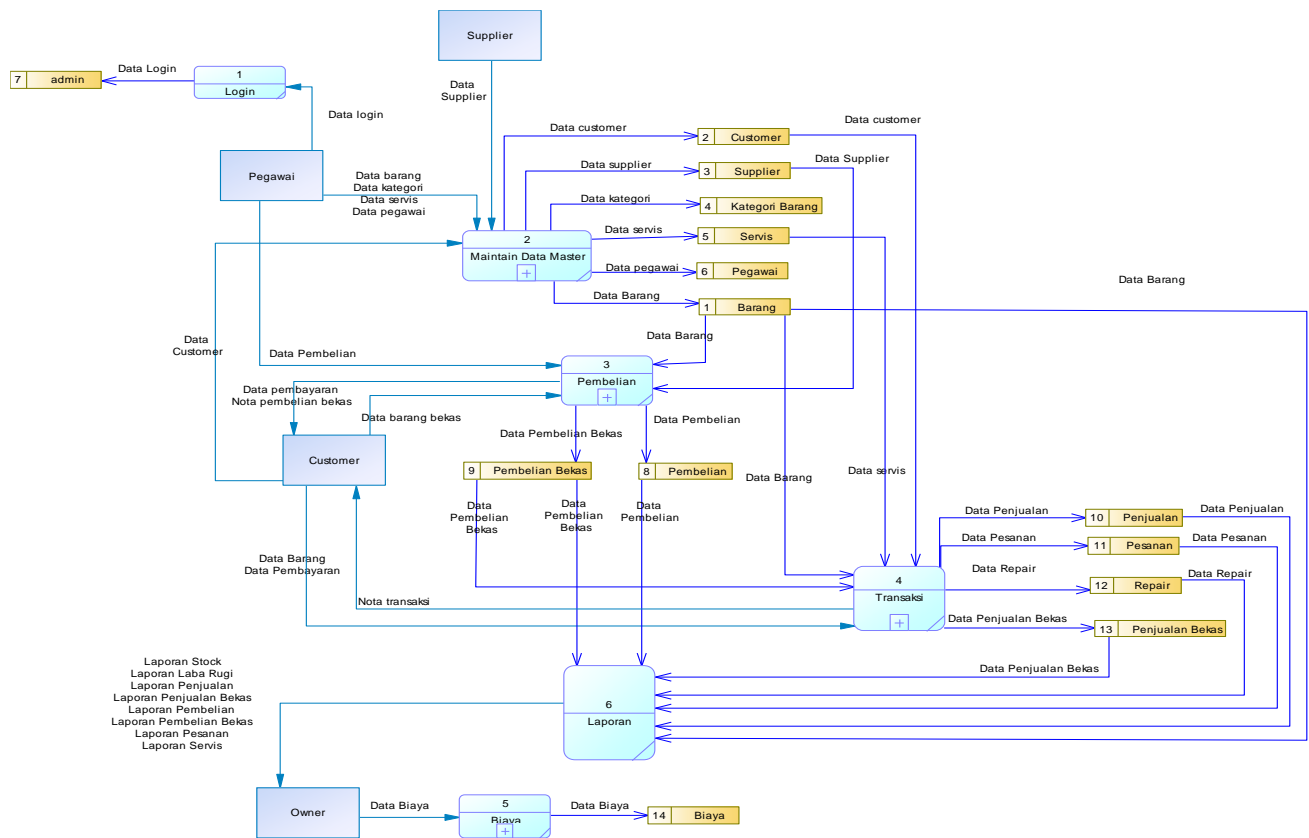 Supplier
Data
Supplier
7 admin
Data Login
1
Login
Data login
Pegawai
Data barang
Data kategori
Data servis
Data pegawai
Data customer
2 Customer
Data customer
Data supplier
3 Supplier
Data Supplier
Data kategori
4 Kategori Barang
2
Maintain Data Master
Data servis
5 Servis
Data pegawai
6 Pegawai
Data Barang
1 Barang
Data Barang
Data
Customer
Data Pembelian
Data Barang
3
Pembelian
Data pembayaran
Nota pembelian bekas
Data barang bekas
Customer
Data Pembelian Bekas
Data Pembelian
9 Pembelian Bekas
8 Pembelian
Data Barang
Data servis
Data
Pembelian
Bekas
Data
Pembelian
Bekas
Data
Pembelian
Data Barang
Data Pembayaran
Nota transaksi
4
Transaksi
Data Penjualan
10 Penjualan
Data Penjualan
Data Pesanan
11 Pesanan
Data Pesanan
Data Repair
12 Repair
Data Repair
Data Penjualan Bekas
13 Penjualan Bekas
Data Penjualan Bekas
Laporan Stock
Laporan Laba Rugi
Laporan Penjualan
Laporan Penjualan Bekas
Laporan Pembelian
Laporan Pembelian Bekas
Laporan Pesanan
Laporan Servis
6
Laporan
Owner
Data Biaya
5
Biaya
Data Biaya
14 Biaya